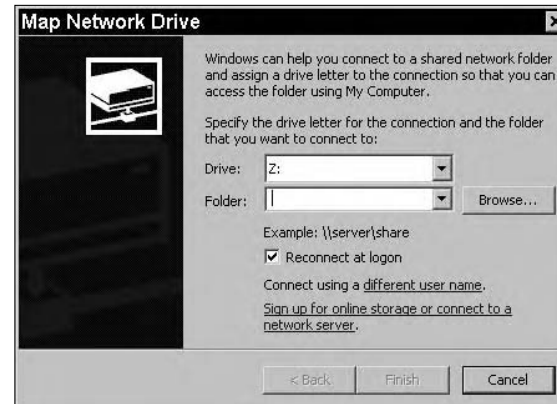 Map Network Drive
Windows can help you connect to a shared network folder
and assign a drive letter to the connection so that you can
access the folder using My Computer.
Specify the drive letter for the connection and the folder
that you want to connect to:
Drive: Z:
Folder: Browse...
Example: \\server\share
Reconnect at logon
Connect using a different user name.
Sign up for online storage or connect to a
network server.
< Back Finish Cancel